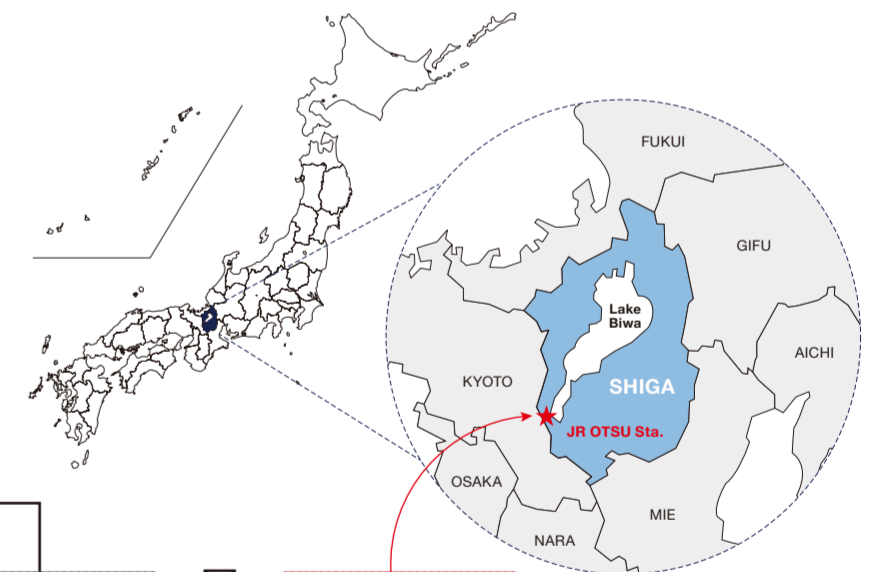 FUKUI
GIFU
Lake
Biwa
AICHI
KYOTO
SHIGA
JR OTSU Sta.
OSAKA
MIE
NARA